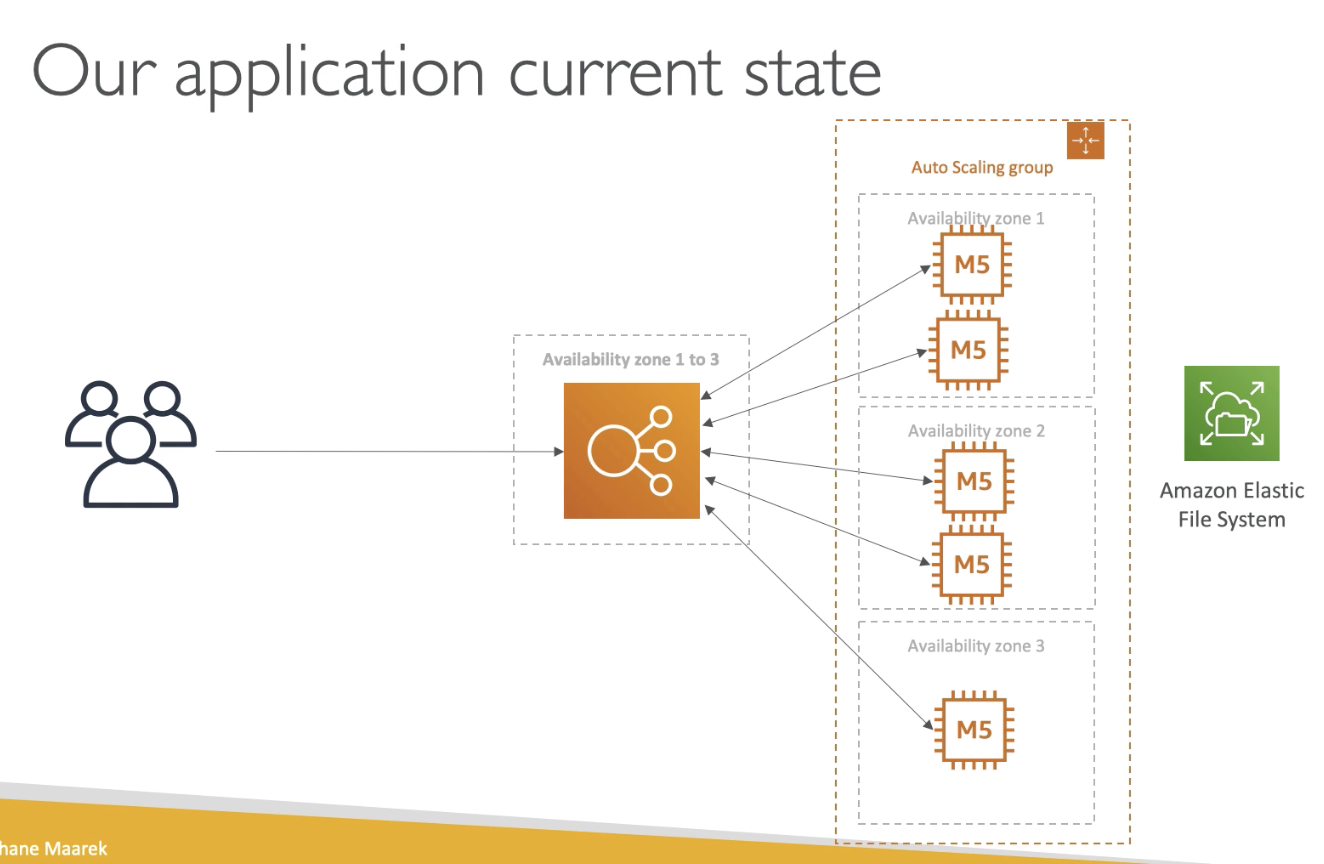 Our application current state
Auto Scaling group
Availability zone 1
M5
M5
Availability zone 1 to 3
Availability zone 2
M5
M5
Amazon Elastic
File System
Availability zone 3
M5
hane Maarek